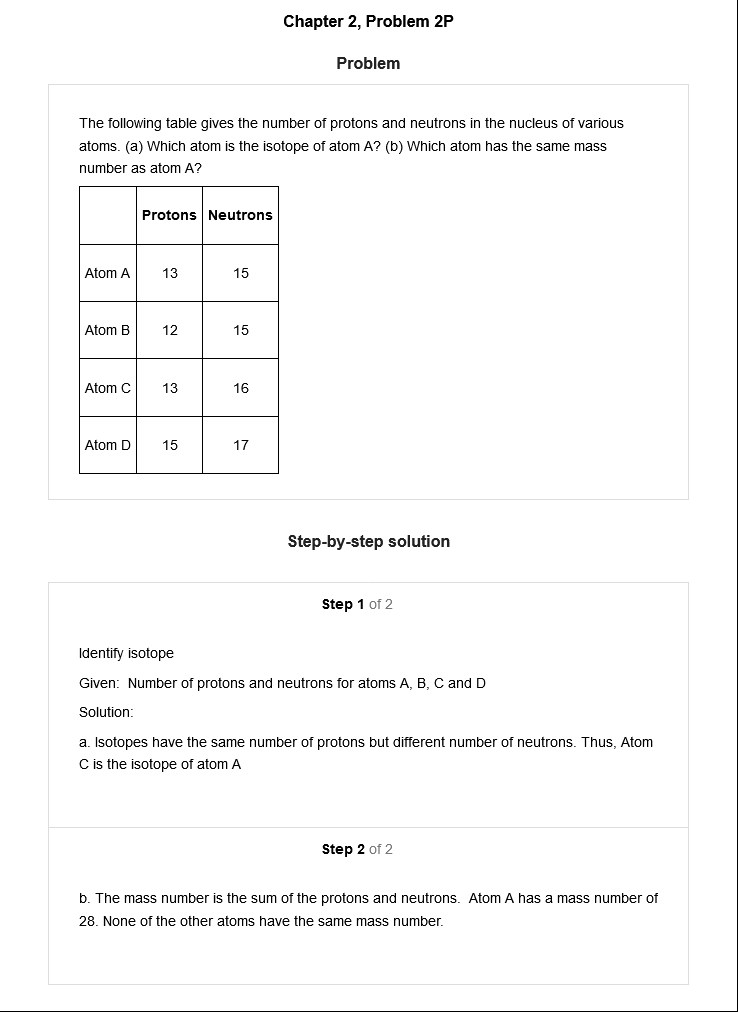 Chapter 2, Problem 2P
Problem
The following table gives the number of protons and neutrons in the nucleus of various
atoms. (a) Which atom is the isotope of atom A? (b) Which atom has the same mass
number as atom A?
Protons Neutrons
Atom A 13 15
Atom B 12 15
Atom C 13 16
Atom D 15 17
Step-by-step solution
Step 1 of 2
Identify isotope
Given:  Number of protons and neutrons for atoms A, B, C and D
Solution:
a. Isotopes have the same number of protons but different number of neutrons. Thus, Atom
C is the isotope of atom A
Step 2 of 2
b. The mass number is the sum of the protons and neutrons.  Atom A has a mass number of
28. None of the other atoms have the same mass number.